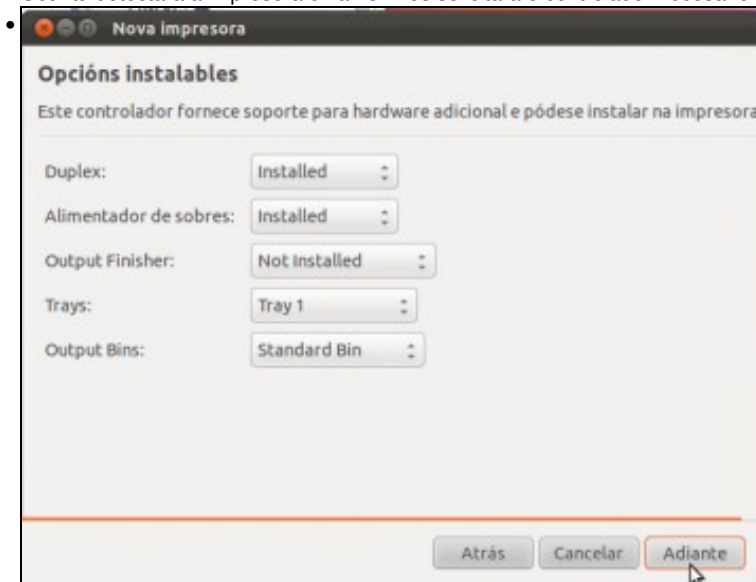 Nova impresora
Opcións instalables
Este controlador fornece soporte para hardware adicional e pódese instalar na impresora
Duplex: Installed
Alimentador de sobres: Installed
Output Finisher: Not Installed
Trays: Tray 1
Output Bins: Standard Bin
Atrás Cancelar Adiante